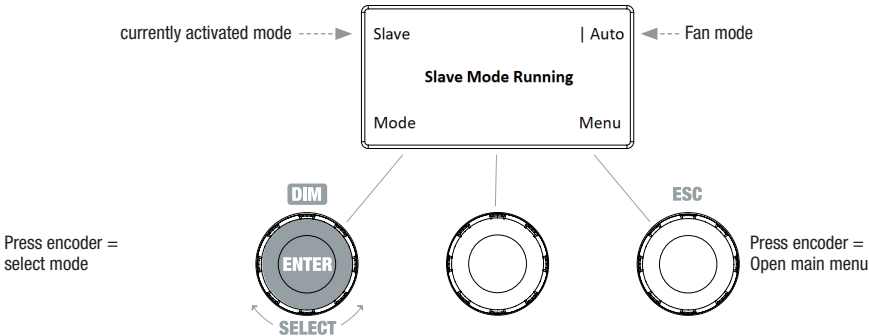 currently activated mode
Slave
| Auto
Fan mode
Slave Mode Running
Mode
Menu
DIM
ESC
Press encoder =
select mode
ENTER
Press encoder =
Open main menu
SELECT